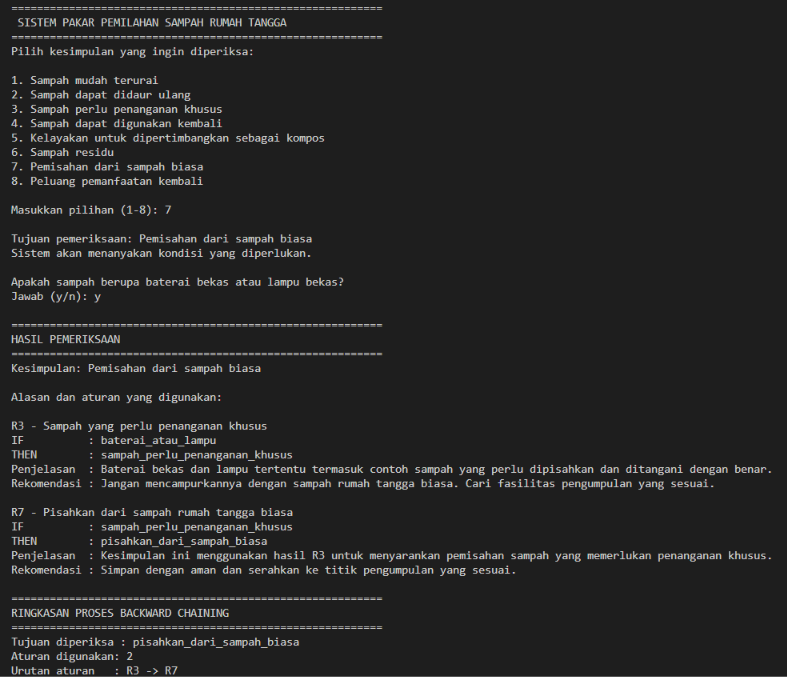 ==========================================================
 SISTEM PAKAR PEMILAHAN SAMPAH RUMAH TANGGA
==========================================================
Pilih kesimpulan yang ingin diperiksa:

1. Sampah mudah terurai
2. Sampah dapat didaur ulang
3. Sampah perlu penanganan khusus
4. Sampah dapat digunakan kembali
5. Kelayakan untuk dipertimbangkan sebagai kompos
6. Sampah residu
7. Pemisahan dari sampah biasa
8. Peluang pemanfaatan kembali

Masukkan pilihan (1-8): 7

Tujuan pemeriksaan: Pemisahan dari sampah biasa
Sistem akan menanyakan kondisi yang diperlukan.

Apakah sampah berupa baterai bekas atau lampu bekas?
Jawab (y/n): y

==========================================================
HASIL PEMERIKSAAN
==========================================================
Kesimpulan: Pemisahan dari sampah biasa

Alasan dan aturan yang digunakan:

R3 - Sampah yang perlu penanganan khusus
IF          : baterai_atau_lampu
THEN        : sampah_perlu_penanganan_khusus
Penjelasan  : Baterai bekas dan lampu tertentu termasuk contoh sampah yang perlu dipisahkan dan ditangani dengan benar.
Rekomendasi : Jangan mencampurkannya dengan sampah rumah tangga biasa. Cari fasilitas pengumpulan yang sesuai.

R7 - Pisahkan dari sampah rumah tangga biasa
IF          : sampah_perlu_penanganan_khusus
THEN        : pisahkan_dari_sampah_biasa
Penjelasan  : Kesimpulan ini menggunakan hasil R3 untuk menyarankan pemisahan sampah yang memerlukan penanganan khusus.
Rekomendasi : Simpan dengan aman dan serahkan ke titik pengumpulan yang sesuai.

==========================================================
RINGKASAN PROSES BACKWARD CHAINING
==========================================================
Tujuan diperiksa : pisahkan_dari_sampah_biasa
Aturan digunakan: 2
Urutan aturan   : R3 -> R7